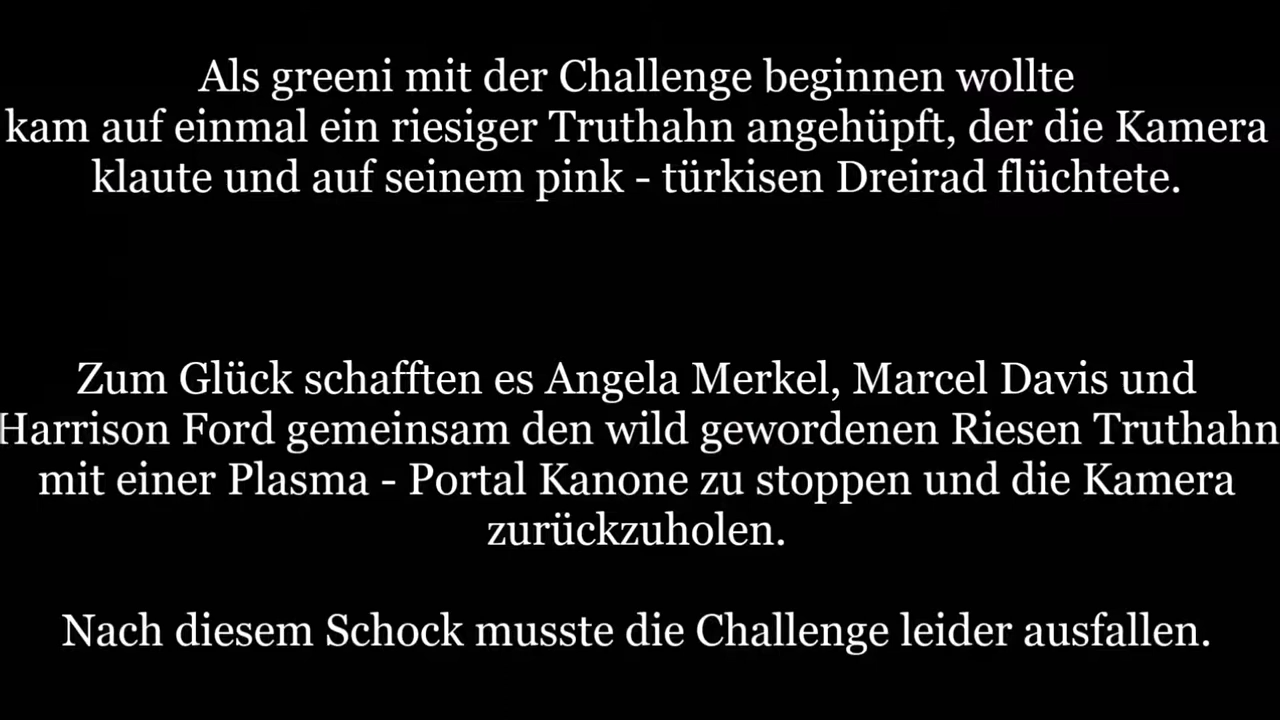 Als greeni mit der Challenge beginnen wollte
kam auf einmal ein riesiger Truthahn angehüpft, der die Kamera
klaute und auf seinem pink - türkisen Dreirad flüchtete.
Zum Glück schafften es Angela Merkel, Marcel Davis und
Harrison Ford gemeinsam den wild gewordenen Riesen Truthahn
mit einer Plasma - Portal Kanone zu stoppen und die Kamera
zurückzuholen.
Nach diesem Schock musste die Challenge leider ausfallen.